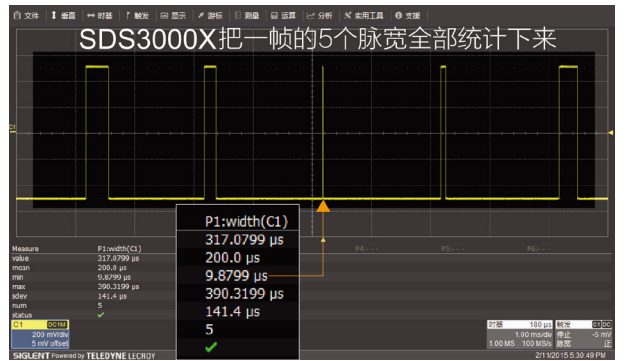 文件 垂直 时基 触发 显示 游标 测量 运算 分析 实用工具 支援
SDS3000X把一帧的5个脉宽全部统计下来
C1
P1:width(C1)
317.0799 µs
200.0 µs
9.8799 µs
390.3199 µs
141.4 µs
5
Measure P1:width(C1) P4:- - - P5:- - - P6:- - -
value 317.0799 µs
mean 200.0 µs
min 9.8799 µs
max 390.3199 µs
sdev 141.4 µs
num 5
status
C1 DC1M
200 mV/div
5 mV offset
时基 180 µs
1.00 ms/div
1.00 MS 100 MS/s
触发 C1 DC
停止 -5 mV
脉宽 正
SIGLENT Powered by TELEDYNE LECROY
2/11/2015 5:30:49 PM